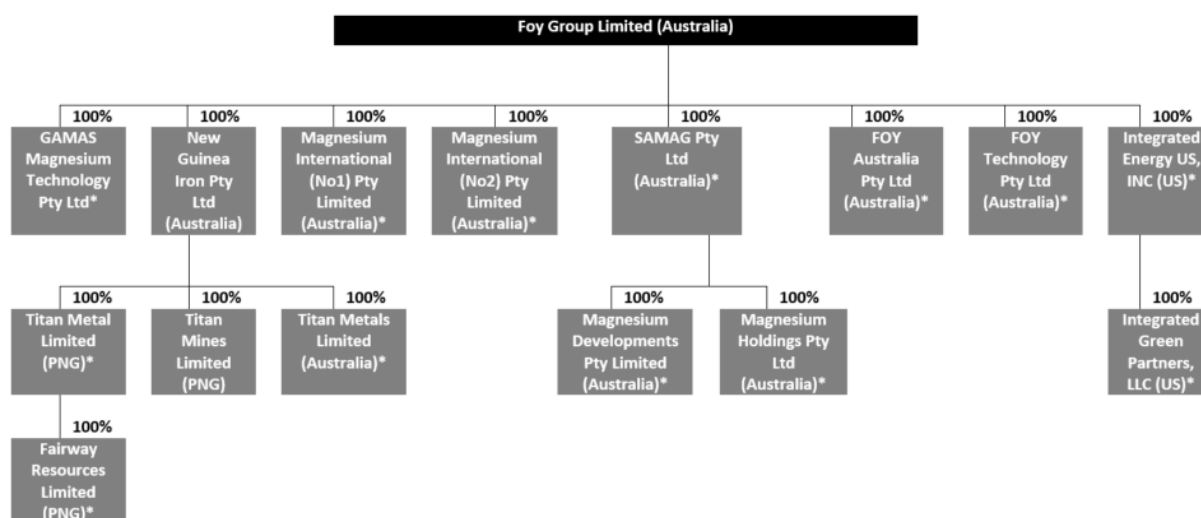 Foy Group Limited (Australia)
100%
GAMAS
Magnesium
Technology
Pty Ltd*
100%
New
Guinea
Iron Pty
Ltd
(Australia)
100%
Magnesium
International
(No1) Pty
Limited
(Australia)*
100%
Magnesium
International
(No2) Pty
Limited
(Australia)*
100%
SAMAG Pty
Ltd
(Australia)*
100%
FOY
Australia
Pty Ltd
(Australia)*
100%
FOY
Technology
Pty Ltd
(Australia)*
100%
Integrated
Energy US,
INC (US)*
100%
Titan Metal
Limited
(PNG)*
100%
Titan
Mines
Limited
(PNG)
100%
Titan Metals
Limited
(Australia)*
100%
Magnesium
Developments
Pty Limited
(Australia)*
100%
Magnesium
Holdings Pty
Ltd
(Australia)*
100%
Integrated
Green
Partners,
LLC (US)*
100%
Fairway
Resources
Limited
(PNG)*